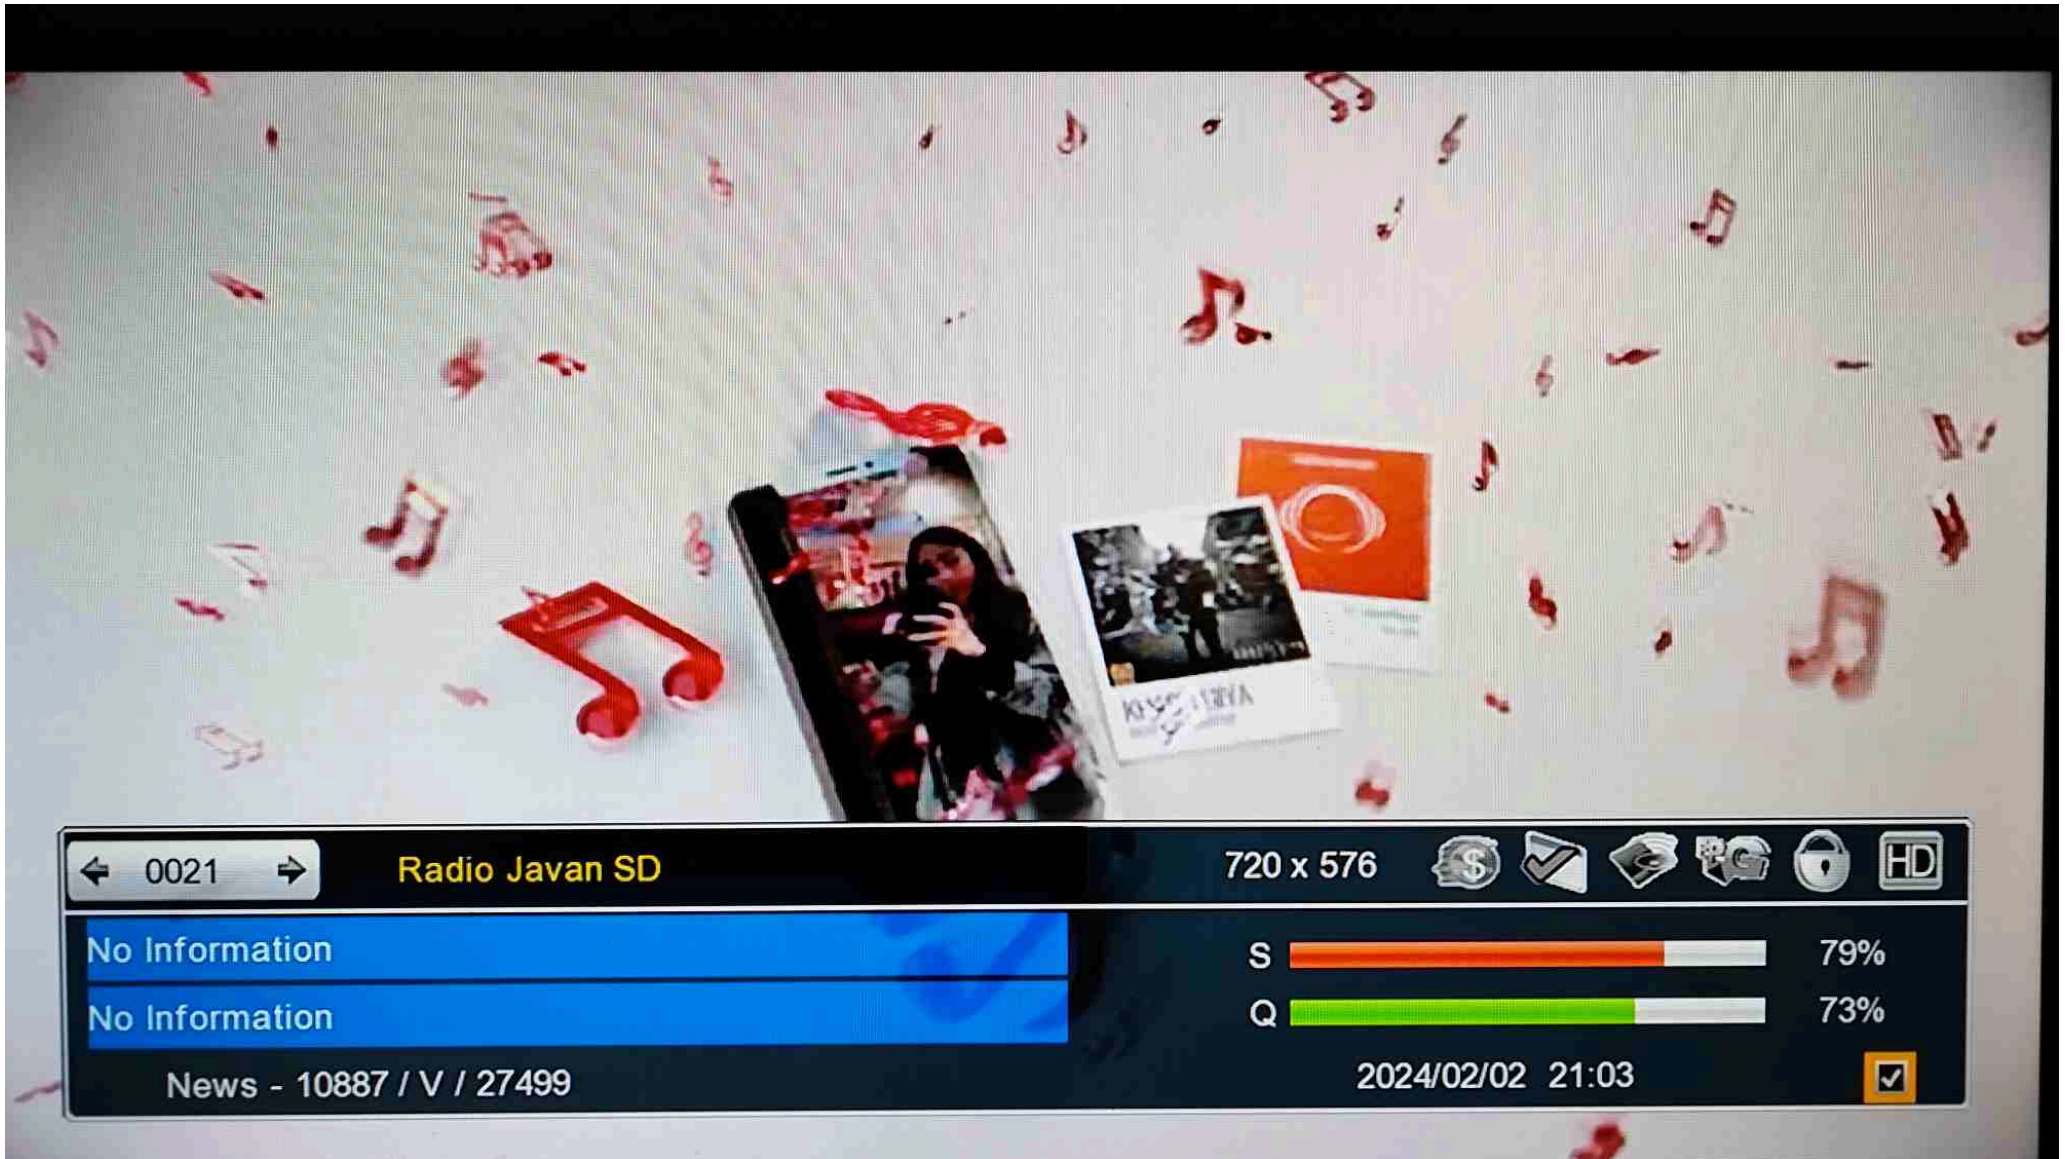 0021
Radio Javan SD
720 x 576
HD
No Information
S
79%
No Information
Q
73%
News - 10887 / V / 27499
2024/02/02 21:03